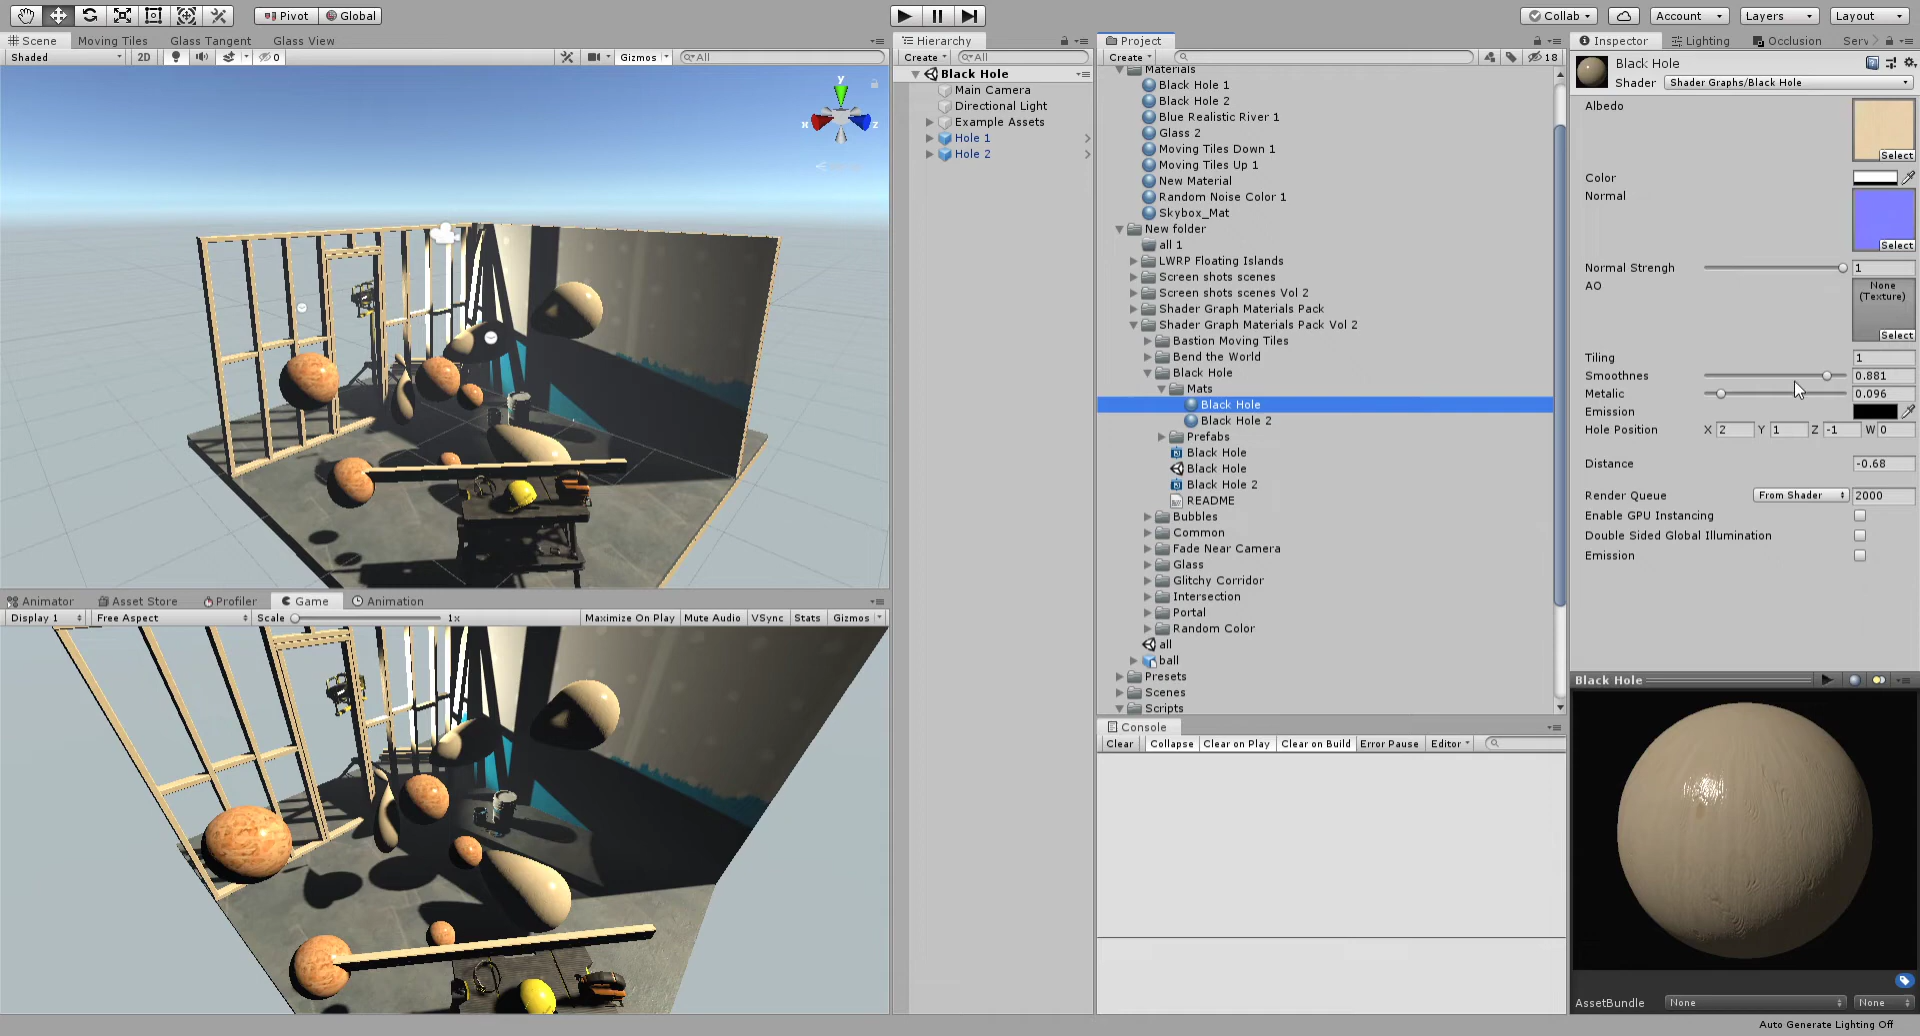 Pivot Global
Collab Account Layers Layout
Scene Moving Tiles Glass Tangent Glass View
Shaded 2D 0 Gizmos All
y
x z
Animator Asset Store Profiler Game Animation
Display 1 Free Aspect Scale 1x Maximize On Play Mute Audio VSync Stats Gizmos
Hierarchy
Create All
Black Hole
Main Camera
Directional Light
Example Assets
Hole 1
Hole 2
Project
Create 18
Materials
Black Hole 1
Black Hole 2
Blue Realistic River 1
Glass 2
Moving Tiles Down 1
Moving Tiles Up 1
New Material
Random Noise Color 1
Skybox_Mat
New folder
all 1
LWRP Floating Islands
Screen shots scenes
Screen shots scenes Vol 2
Shader Graph Materials Pack
Shader Graph Materials Pack Vol 2
Bastion Moving Tiles
Bend the World
Black Hole
Mats
Black Hole
Black Hole 2
Prefabs
Black Hole
Black Hole
Black Hole 2
README
Bubbles
Common
Fade Near Camera
Glass
Glitchy Corridor
Intersection
Portal
Random Color
all
ball
Presets
Scenes
Scripts
Console
Clear Collapse Clear on Play Clear on Build Error Pause Editor
Inspector Lighting Occlusion Serv
Black Hole
Shader Shader Graphs/Black Hole
Albedo
Select
Color
Normal
Select
Normal Strengh 1
AO None
(Texture)
Select
Tiling 1
Smoothnes 0.881
Metalic 0.096
Emission
Hole Position X 2 Y 1 Z -1 W 0
Distance -0.68
Render Queue From Shader 2000
Enable GPU Instancing
Double Sided Global Illumination
Emission
Black Hole
AssetBundle None None
Auto Generate Lighting Off